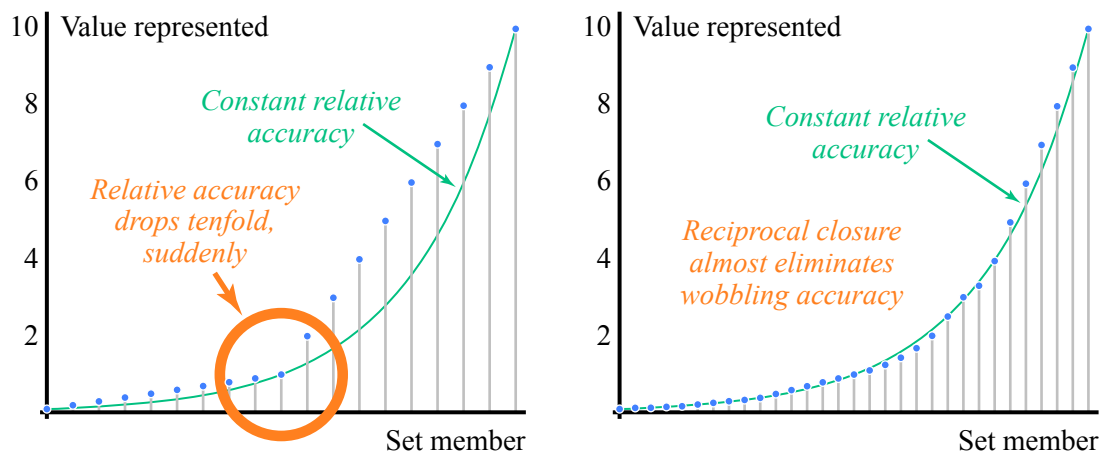 10
Value represented
8
6
4
2
Constant relative
accuracy
Relative accuracy
drops tenfold,
suddenly
Set member
10
Value represented
8
6
4
2
Constant relative
accuracy
Reciprocal closure
almost eliminates
wobbling accuracy
Set member